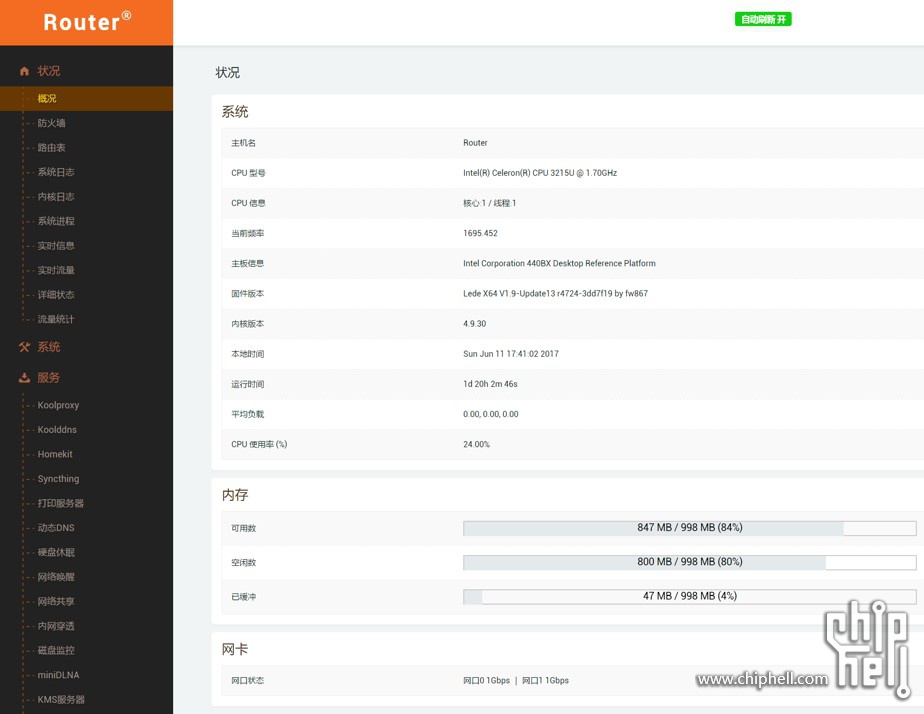 Router®
自动刷新 开
状况
概况
防火墙
路由表
系统日志
内核日志
系统进程
实时信息
实时流量
详细状态
流量统计
系统
服务
Koolproxy
Koolddns
Homekit
Syncthing
打印服务器
动态DNS
硬盘休眠
网络唤醒
网络共享
内网穿透
磁盘监控
miniDLNA
KMS服务器
状况
系统
主机名 Router
CPU 型号 Intel(R) Celeron(R) CPU 3215U @ 1.70GHz
CPU 信息 核心 1 / 线程 1
当前频率 1695.452
主板信息 Intel Corporation 440BX Desktop Reference Platform
固件版本 Lede X64 V1.9-Update13 r4724-3dd7f19 by fw867
内核版本 4.9.30
本地时间 Sun Jun 11 17:41:02 2017
运行时间 1d 20h 2m 46s
平均负载 0.00, 0.00, 0.00
CPU 使用率 (%) 24.00%
内存
可用数 847 MB / 998 MB (84%)
空闲数 800 MB / 998 MB (80%)
已缓冲 47 MB / 998 MB (4%)
网卡
网口状态 网口0 1Gbps | 网口1 1Gbps
www.chiphell.com
chip
hell